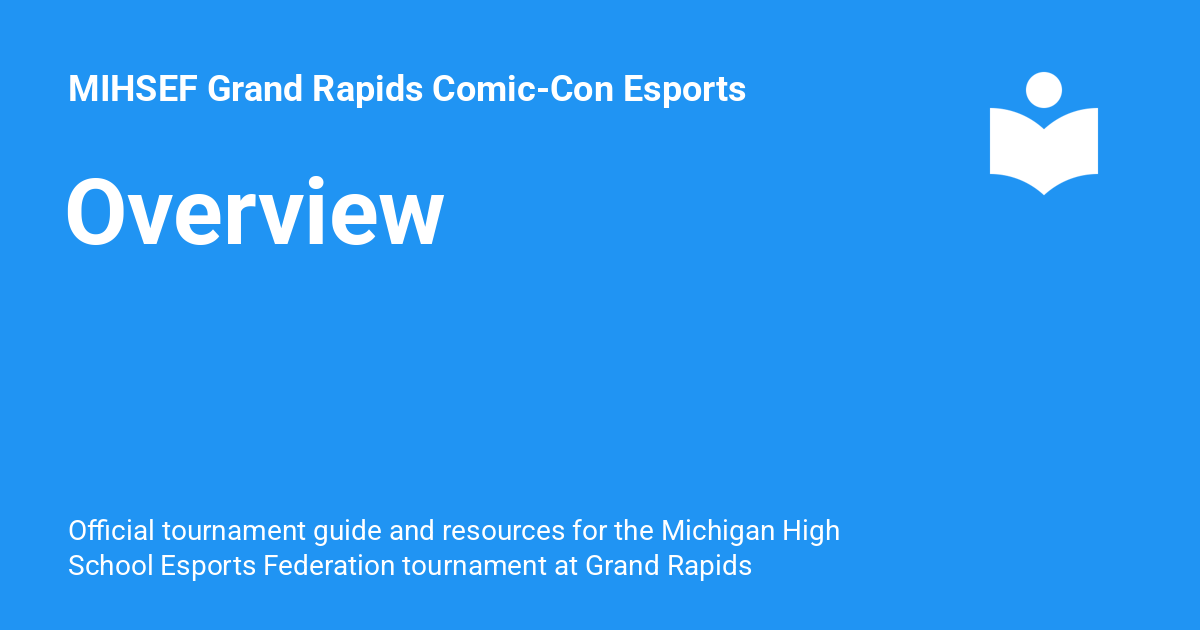 MIHSEF Grand Rapids Comic-Con Esports
Overview
Official tournament guide and resources for the Michigan High
School Esports Federation tournament at Grand Rapids